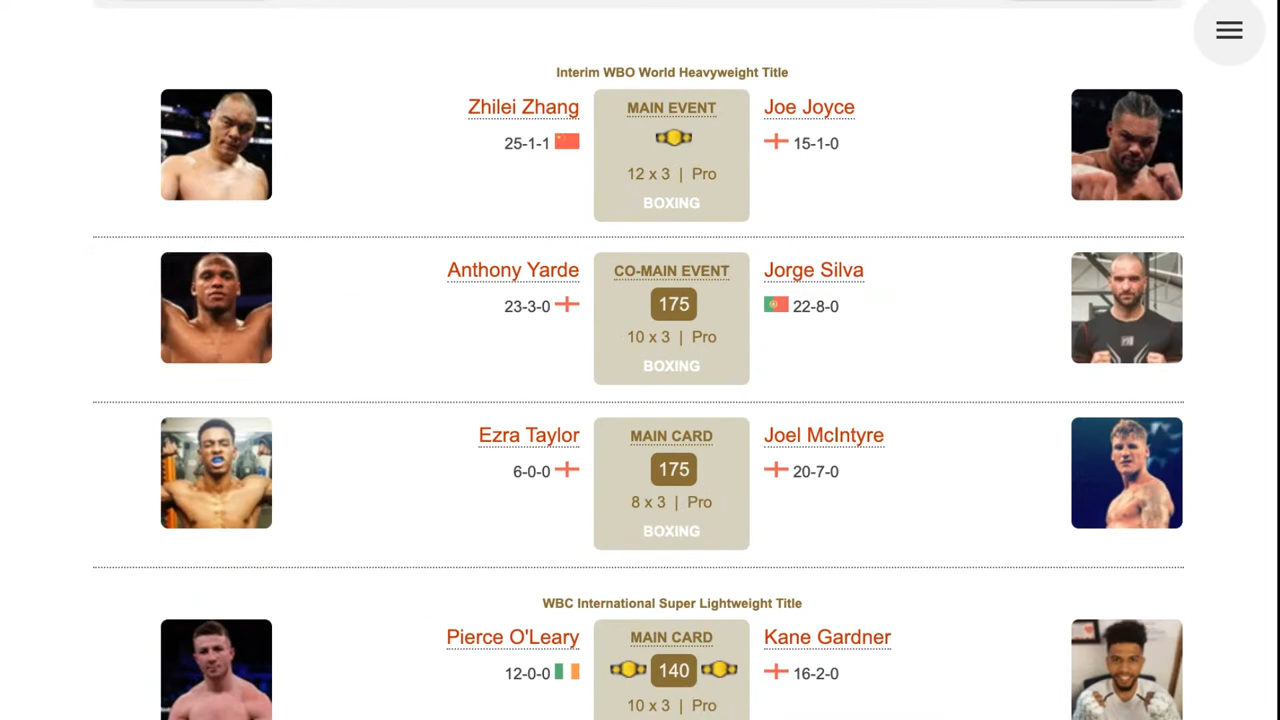 Interim WBO World Heavyweight Title
Zhilei Zhang
MAIN EVENT
Joe Joyce
25-1-1
15-1-0
12 x 3 | Pro
BOXING
Anthony Yarde
CO-MAIN EVENT
Jorge Silva
23-3-0
175
22-8-0
10 x 3 | Pro
BOXING
Ezra Taylor
MAIN CARD
Joel McIntyre
6-0-0
175
20-7-0
8 x 3 | Pro
BOXING
WBC International Super Lightweight Title
Pierce O'Leary
MAIN CARD
Kane Gardner
12-0-0
140
16-2-0
10 x 3 | Pro